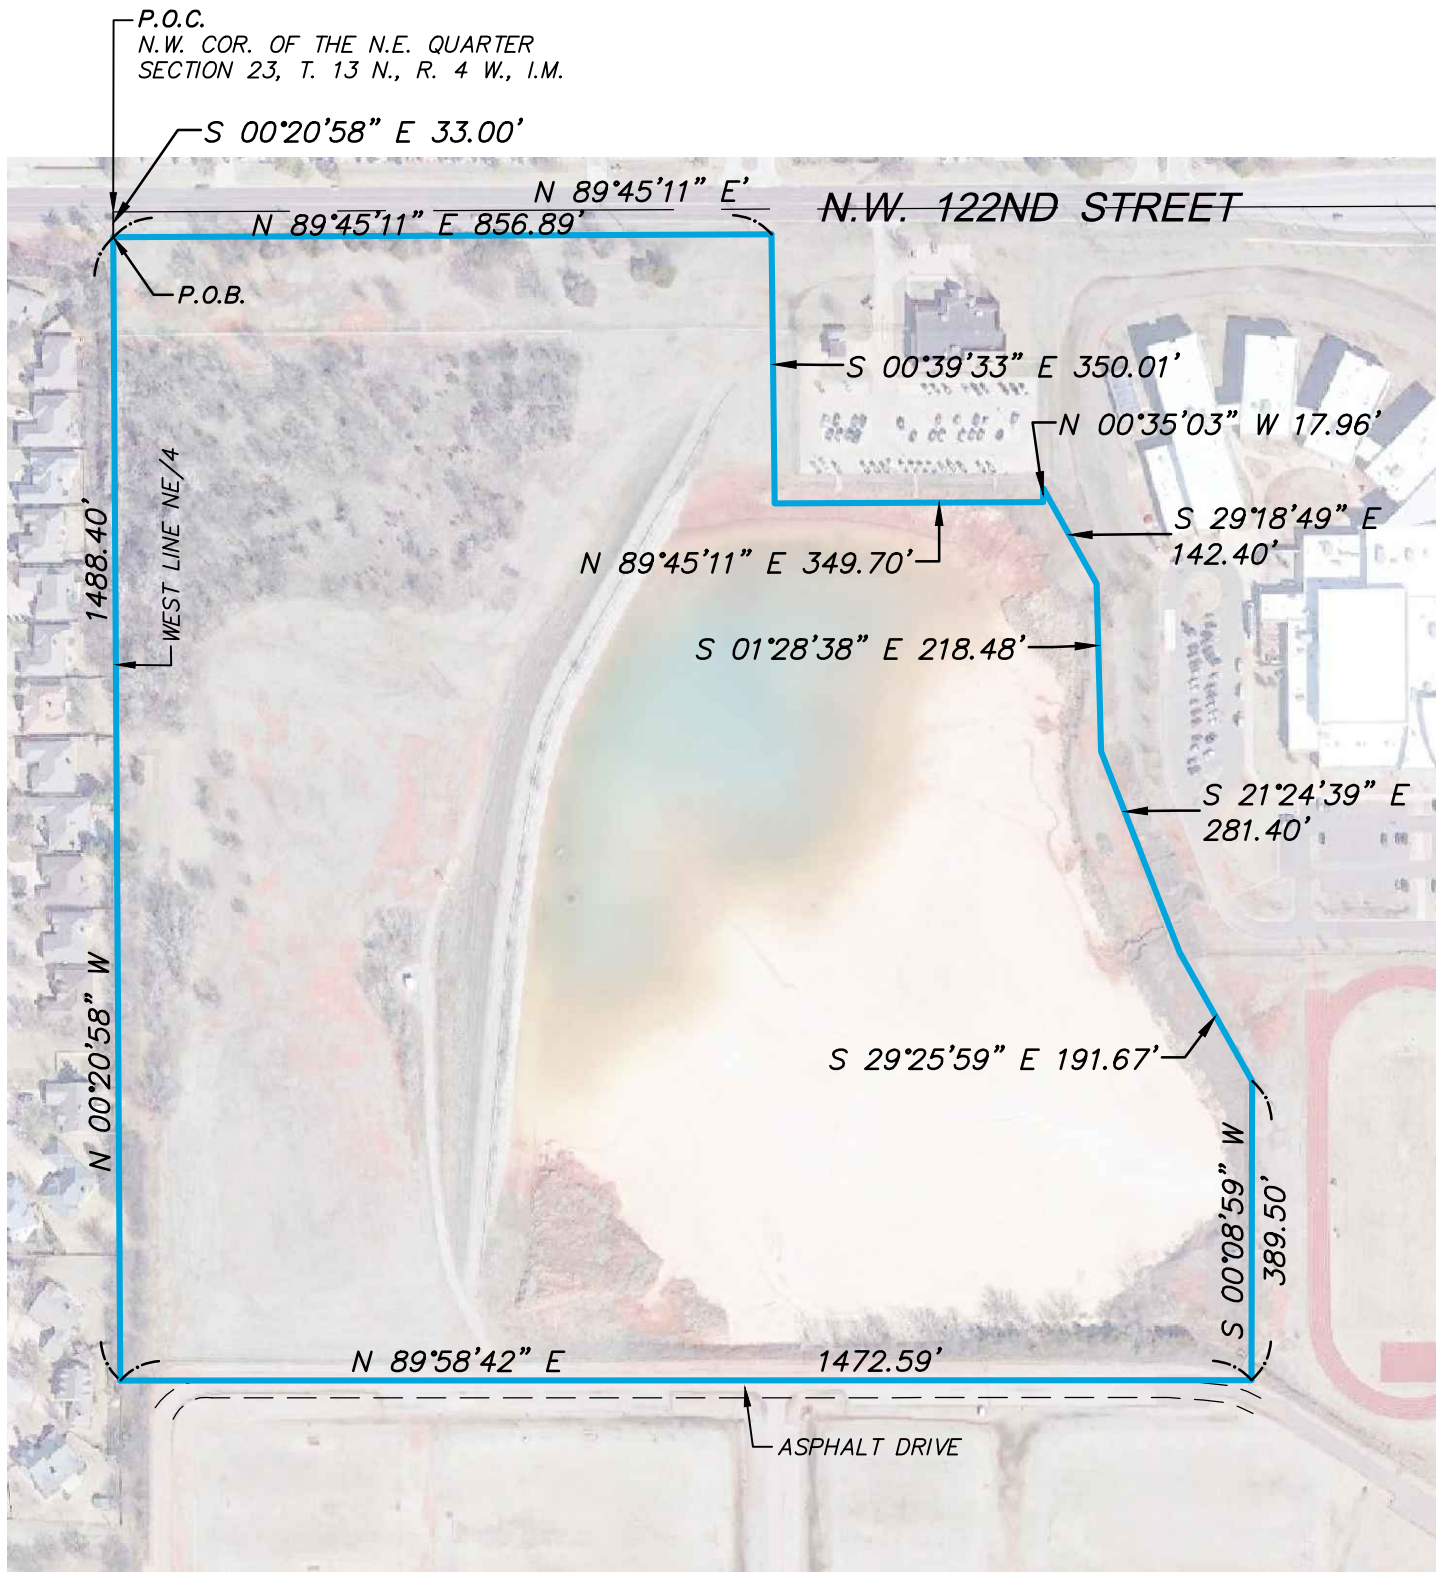 P.O.C.
N.W. COR. OF THE N.E. QUARTER
SECTION 23, T. 13 N., R. 4 W., I.M.
S 00°20'58" E 33.00'
N 89°45'11" E'
N.W. 122ND STREET
N 89°45'11" E 856.89'
P.O.B.
S 00°39'33" E 350.01'
N 00°35'03" W 17.96'
WEST LINE NE/4
1488.40'
S 29°18'49" E
142.40'
N 89°45'11" E 349.70'
S 01°28'38" E 218.48'
S 21°24'39" E
281.40'
N 00°20'58" W
S 29°25'59" E 191.67'
S 00°08'59" W
389.50'
N 89°58'42" E 1472.59'
ASPHALT DRIVE